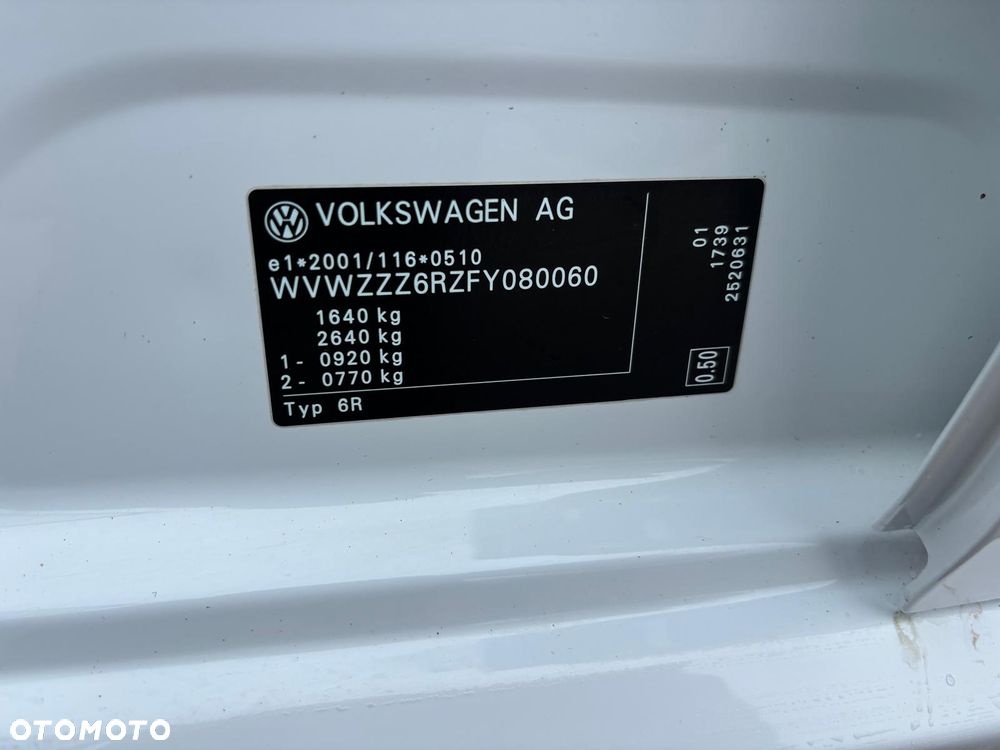 VOLKSWAGEN AG
e1*2001/116*0510
WVWZZZ6RZFY080060
1640 kg
2640 kg
1- 0920 kg
2- 0770 kg
Typ 6R
01
1739
2520631
0.50
OTOMOTO